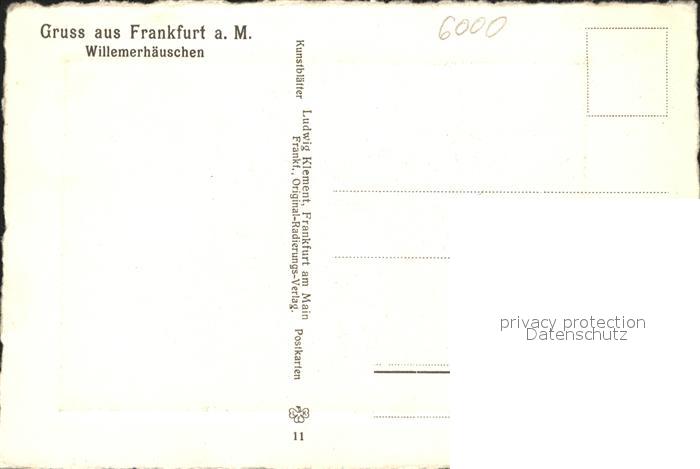 Gruss aus Frankfurt a. M.
Willemerhäuschen
6000
Kunstblätter
Ludwig Klement, Frankfurt am Main
Frankf., Original-Radierungs-Verlag.
Postkarten
11
privacy protection
Datenschutz